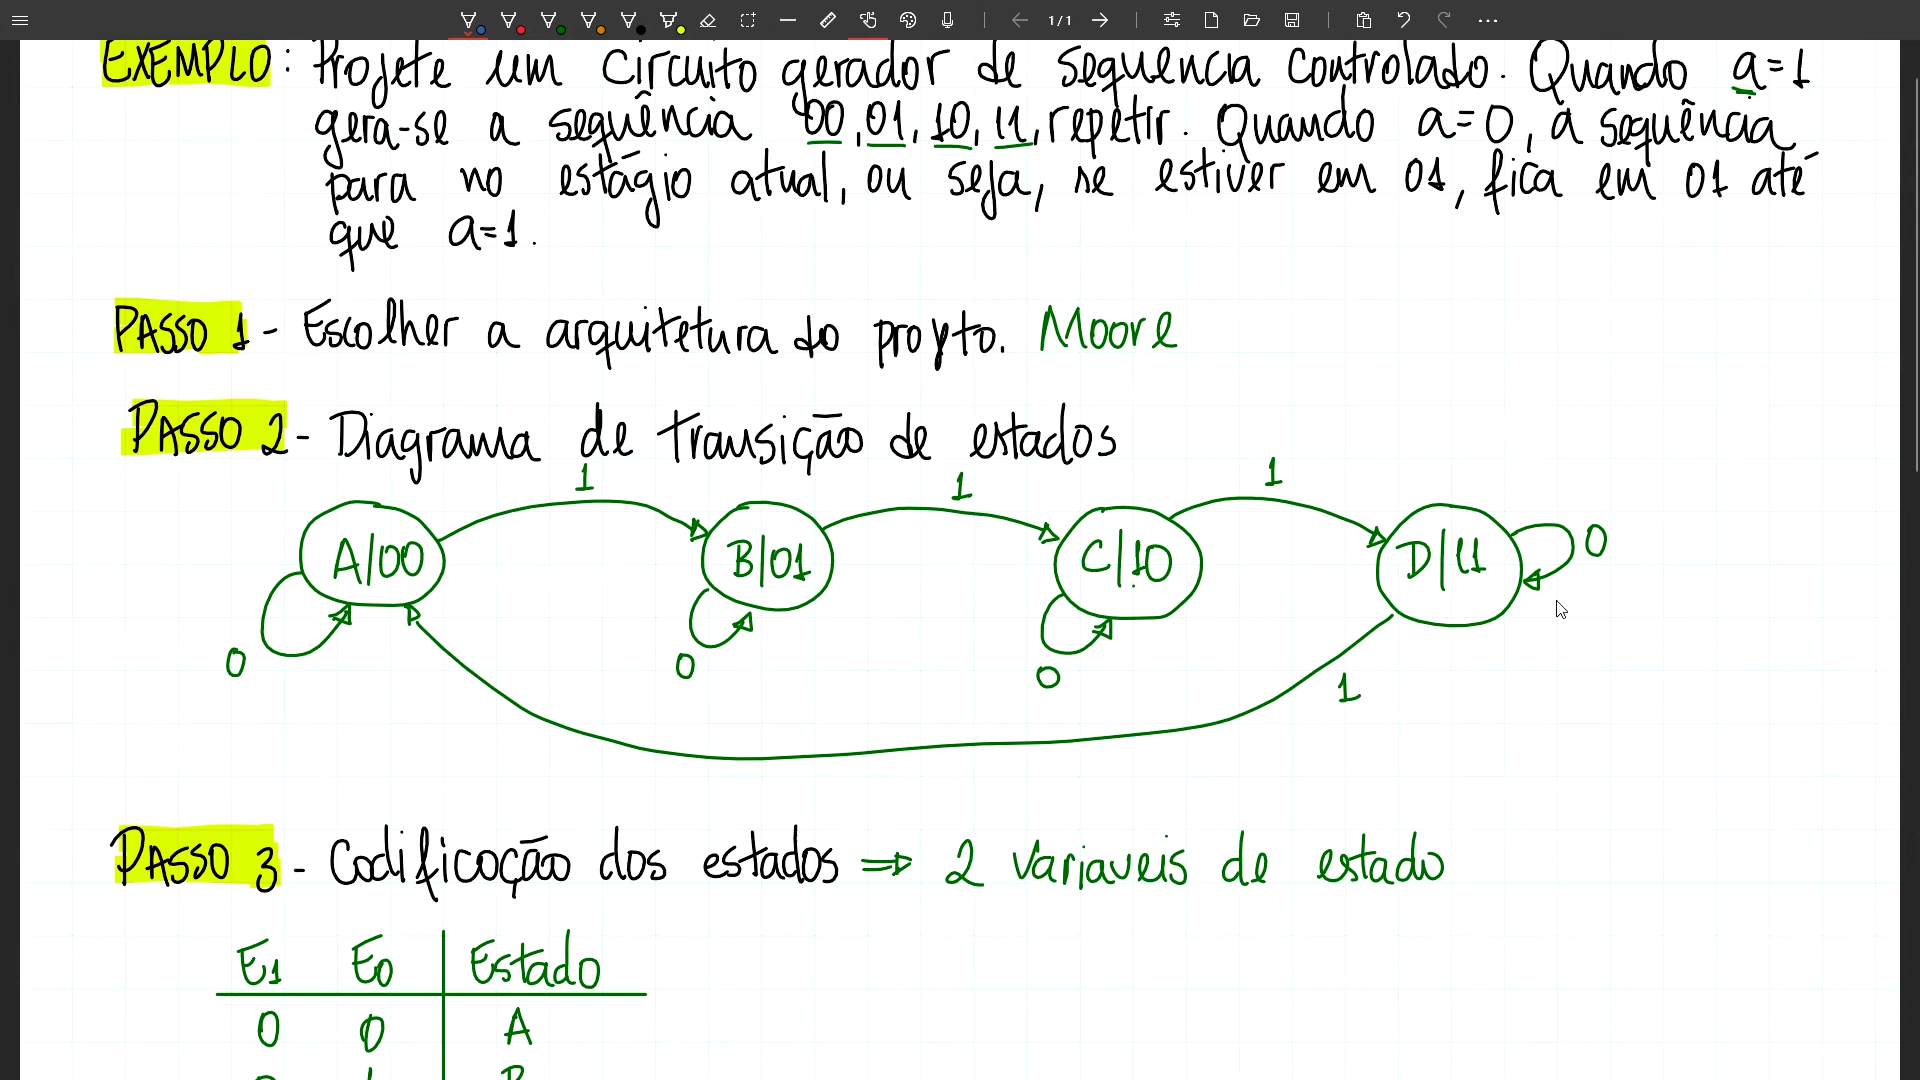 1/1
EXEMPLO: Projete um circuito gerador de sequencia controlado. Quando a=1
gera-se a sequência 00,01,10,11, repetir. Quando a=0, a sequência
para no estágio atual, ou seja, se estiver em 01, fica em 01 até
que a=1.
PASSO 1 - Escolher a arquitetura do projeto. Moore
PASSO 2 - Diagrama de transição de estados
1 1 1
A/00 B/01 C/10 D/11 0
0 0 0 1
PASSO 3 - Codificoção dos estados => 2 variaveis de estado
E1 E0 Estado
0 0 A